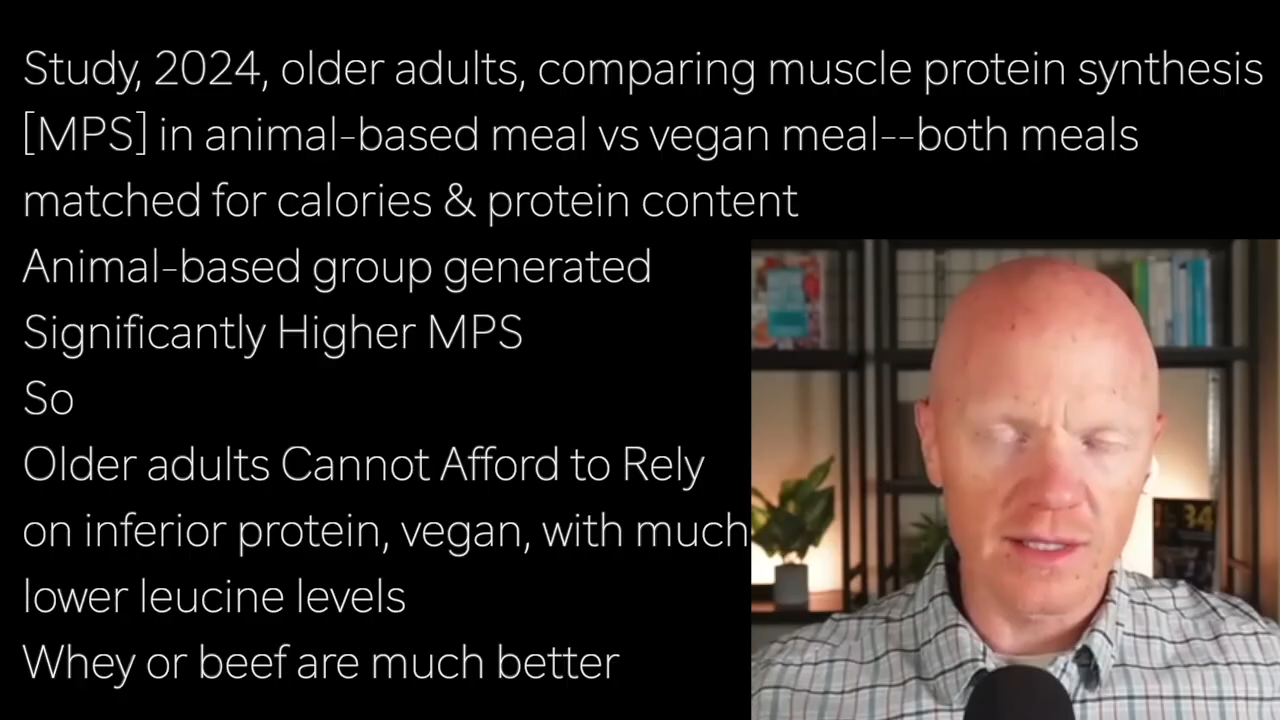 Study, 2024, older adults, comparing muscle protein synthesis
[MPS] in animal-based meal vs vegan meal--both meals
matched for calories & protein content
Animal-based group generated
Significantly Higher MPS
So
Older adults Cannot Afford to Rely
on inferior protein, vegan, with much
lower leucine levels
Whey or beef are much better